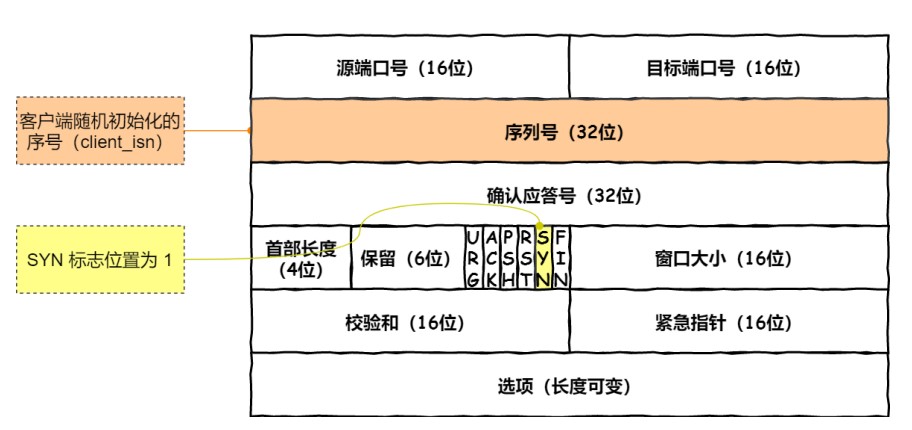 源端口号（16位）
目标端口号（16位）
客户端随机初始化的
序号（client_isn）
序列号（32位）
确认应答号（32位）
SYN 标志位置为 1
首部长度
(4位)
保留（6位）
URG
ACK
PSH
RST
SYN
FIN
窗口大小（16位）
校验和（16位）
紧急指针（16位）
选项（长度可变）